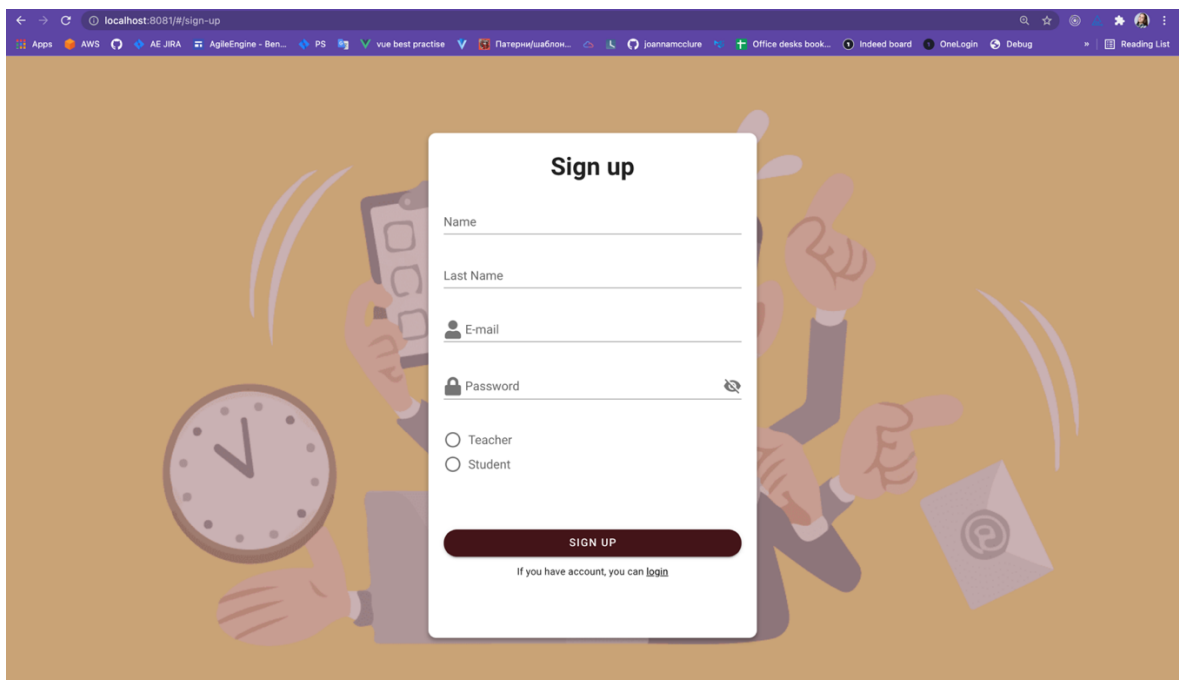 localhost:8081/#/sign-up
Apps AWS AE JIRA AgileEngine - Ben... PS vue best practise Патерни/шаблон... joannamcclure Office desks book... Indeed board OneLogin Debug » Reading List
Sign up
Name
Last Name
E-mail
Password
Teacher
Student
SIGN UP
If you have account, you can login